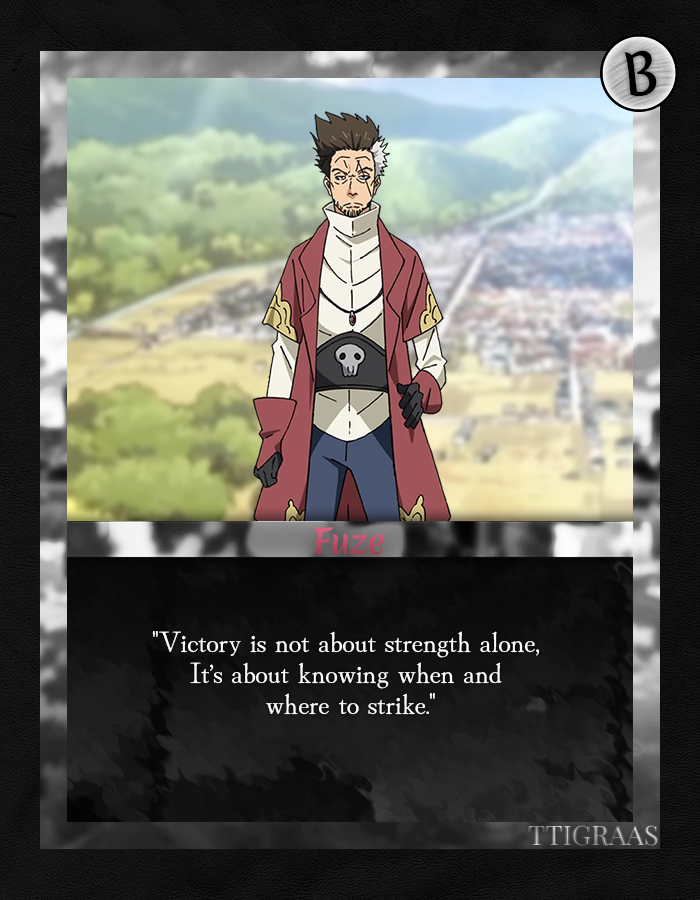 B
Fuze
"Victory is not about strength alone,
It's about knowing when and
where to strike."
TTIGRAAS